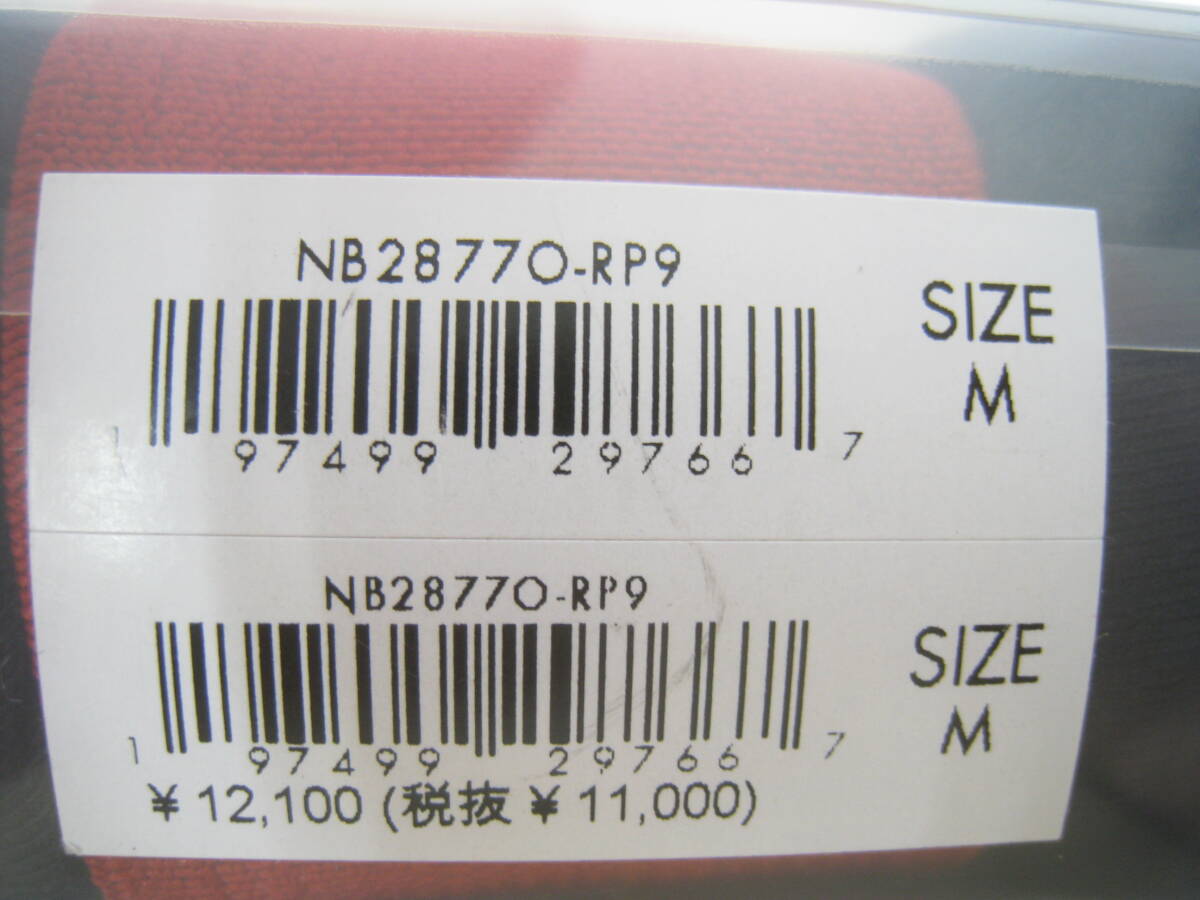 NB28770-RP9
SIZE
M
1 97499 29766 7
NB28770-RP9
SIZE
M
1 97499 29766 7
¥ 12,100 (税抜 ¥ 11,000)